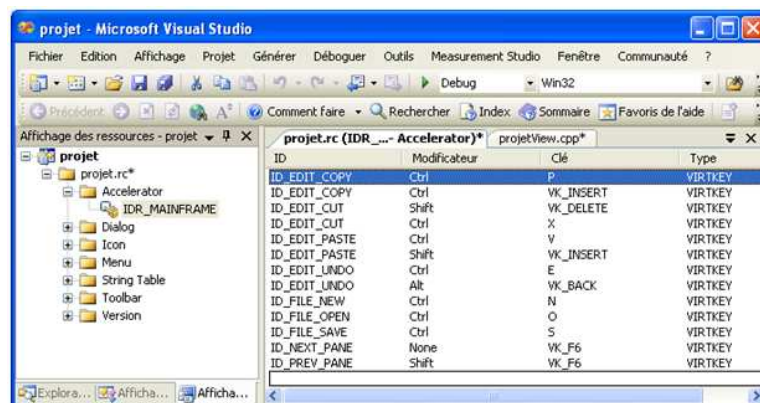 projet - Microsoft Visual Studio
Fichier Edition Affichage Projet Générer Déboguer Outils Measurement Studio Fenêtre Communauté ?
Debug Win32
Précédent A Comment faire Rechercher Index Sommaire Favoris de l'aide
Affichage des ressources - projet
projet.rc (IDR_...- Accelerator)* projetView.cpp*
projet
projet.rc*
Accelerator
IDR_MAINFRAME
Dialog
Icon
Menu
String Table
Toolbar
Version
ID Modificateur Clé Type
ID_EDIT_COPY Ctrl P VIRTKEY
ID_EDIT_COPY Ctrl VK_INSERT VIRTKEY
ID_EDIT_CUT Shift VK_DELETE VIRTKEY
ID_EDIT_CUT Ctrl X VIRTKEY
ID_EDIT_PASTE Ctrl V VIRTKEY
ID_EDIT_PASTE Shift VK_INSERT VIRTKEY
ID_EDIT_UNDO Ctrl E VIRTKEY
ID_EDIT_UNDO Alt VK_BACK VIRTKEY
ID_FILE_NEW Ctrl N VIRTKEY
ID_FILE_OPEN Ctrl O VIRTKEY
ID_FILE_SAVE Ctrl S VIRTKEY
ID_NEXT_PANE None VK_F6 VIRTKEY
ID_PREV_PANE Shift VK_F6 VIRTKEY
Explora... Afficha... Afficha...